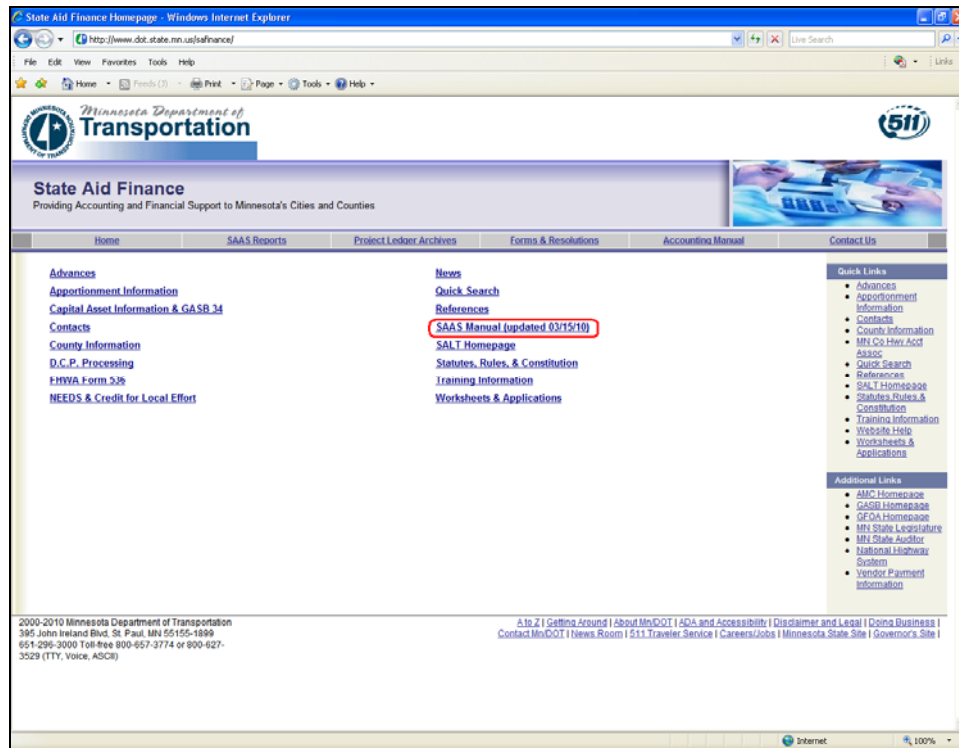 State Aid Finance Homepage - Windows Internet Explorer
http://www.dot.state.mn.us/safinance/
Live Search
File Edit View Favorites Tools Help
Links
Home Feeds (J) Print Page Tools Help
MINNESOTA DEPARTMENT OF TRANSPORTATION
Minnesota Department of
Transportation
511
State Aid Finance
Providing Accounting and Financial Support to Minnesota's Cities and Counties
Home SAAS Reports Project Ledger Archives Forms & Resolutions Accounting Manual Contact Us
Advances
Apportionment Information
Capital Asset Information & GASB 34
Contacts
County Information
D.C.P. Processing
FHWA Form 536
NEEDS & Credit for Local Effort
News
Quick Search
References
SAAS Manual (updated 03/15/10)
SALT Homepage
Statutes, Rules, & Constitution
Training Information
Worksheets & Applications
Quick Links
Advances
Apportionment
Information
Contacts
County Information
MN Co Hwy Acct
Assoc
Quick Search
References
SALT Homepage
Statutes,Rules,&
Constitution
Training Information
Website Help
Worksheets &
Applications
Additional Links
AMC Homepage
GASB Homepage
GFOA Homepage
MN State Legislature
MN State Auditor
National Highway
System
Vendor Payment
Information
2000-2010 Minnesota Department of Transportation
395 John Ireland Blvd, St. Paul, MN 55155-1899
651-296-3000 Toll-free 800-657-3774 or 800-627-
3529 (TTY, Voice, ASCII)
A to Z | Getting Around | About Mn/DOT | ADA and Accessibility | Disclaimer and Legal | Doing Business |
Contact Mn/DOT | News Room | 511 Traveler Service | Careers/Jobs | Minnesota State Site | Governor's Site |
Internet 100%